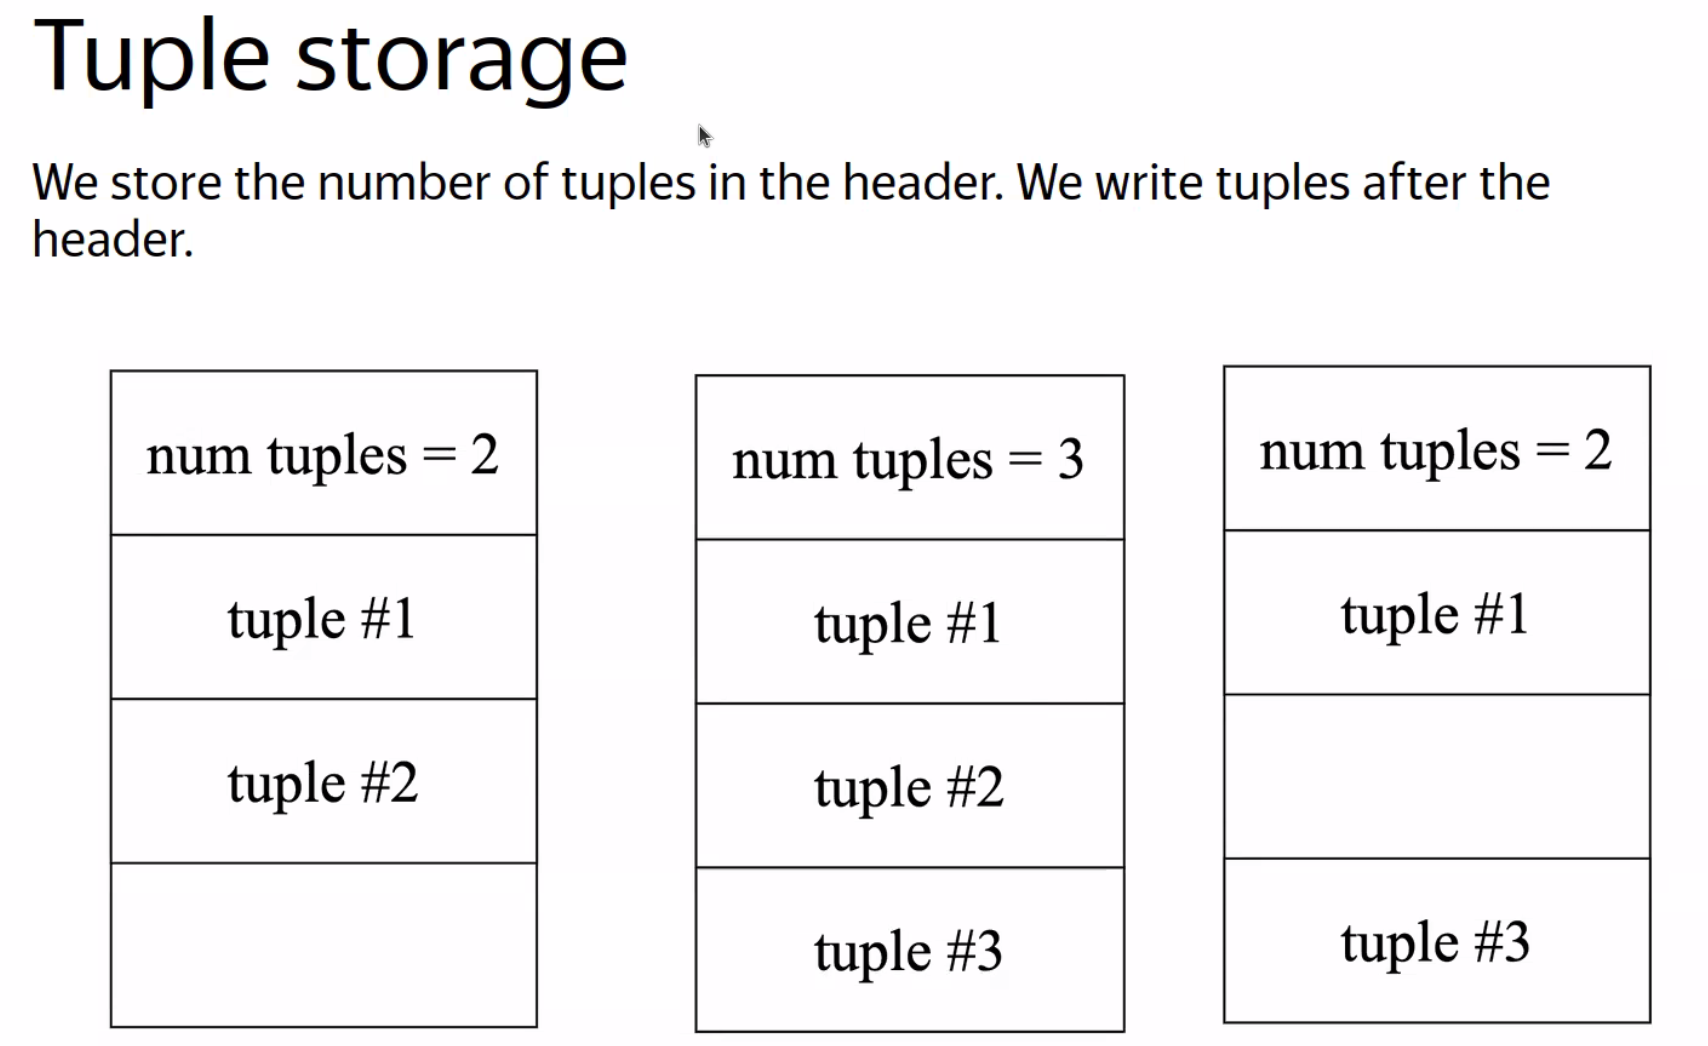 Tuple storage
We store the number of tuples in the header. We write tuples after the
header.
num tuples = 2
tuple #1
tuple #2
num tuples = 3
tuple #1
tuple #2
tuple #3
num tuples = 2
tuple #1
tuple #3